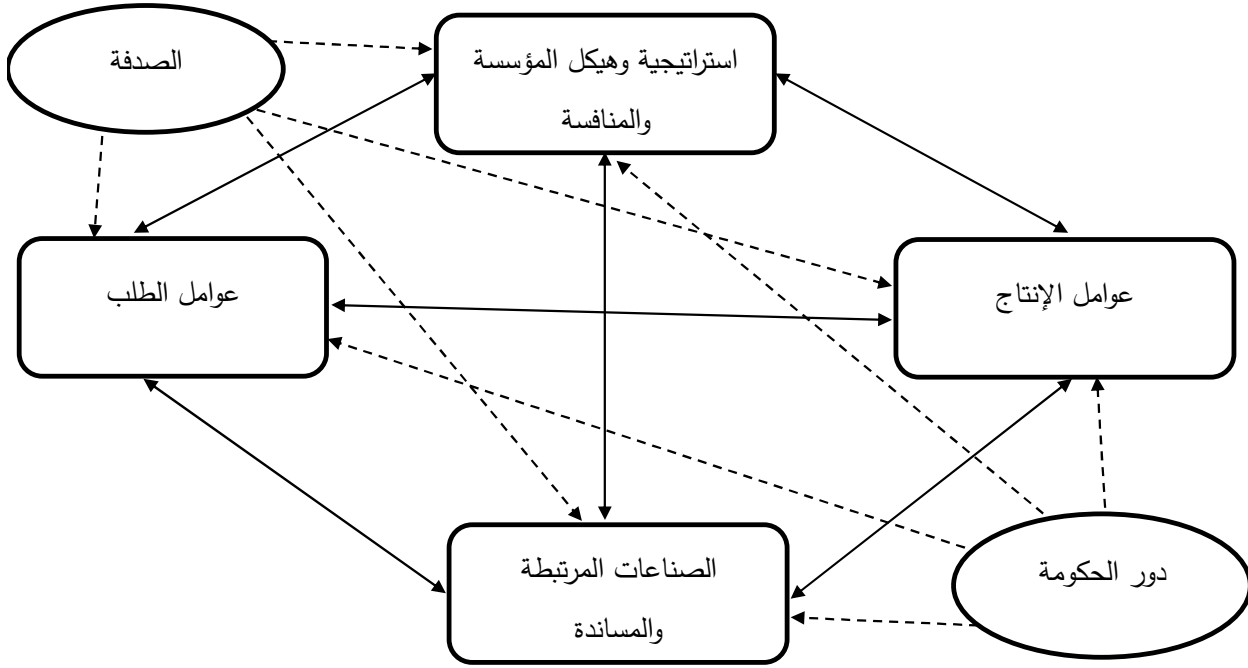 الصدفة
استراتيجية وهيكل المؤسسة
والمنافسة
عوامل الإنتاج
عوامل الطلب
الصناعات المرتبطة
والمساندة
دور الحكومة